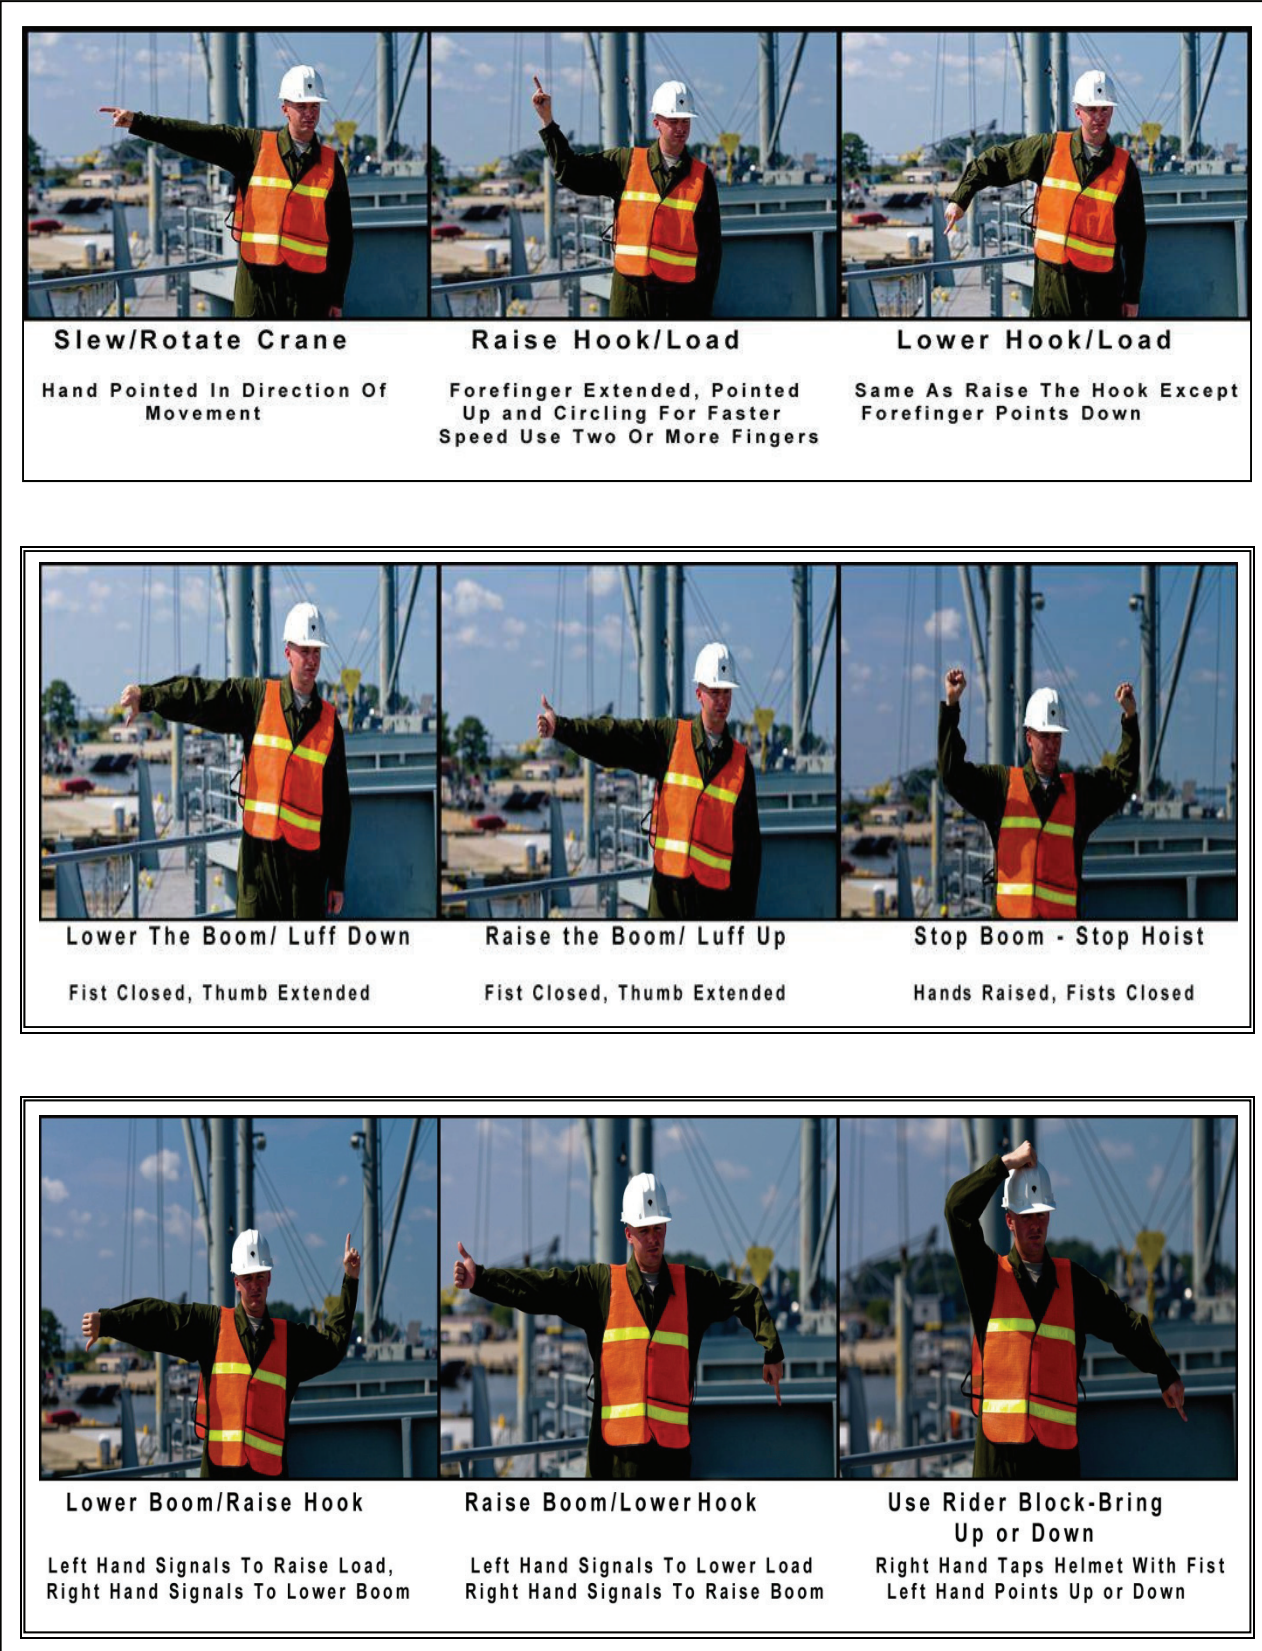 Slew/Rotate Crane
Hand Pointed In Direction Of
Movement
Raise Hook/Load
Forefinger Extended, Pointed
Up and Circling For Faster
Speed Use Two Or More Fingers
Lower Hook/Load
Same As Raise The Hook Except
Forefinger Points Down
Lower The Boom/ Luff Down
Fist Closed, Thumb Extended
Raise the Boom/ Luff Up
Fist Closed, Thumb Extended
Stop Boom - Stop Hoist
Hands Raised, Fists Closed
Lower Boom/Raise Hook
Left Hand Signals To Raise Load,
Right Hand Signals To Lower Boom
Raise Boom/Lower Hook
Left Hand Signals To Lower Load
Right Hand Signals To Raise Boom
Use Rider Block-Bring
Up or Down
Right Hand Taps Helmet With Fist
Left Hand Points Up or Down